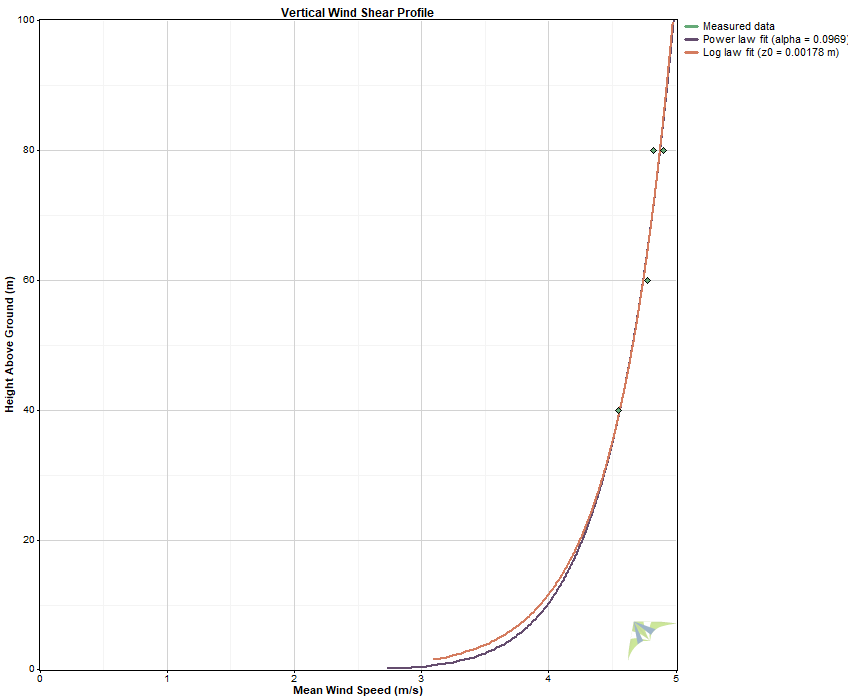 Vertical Wind Shear Profile
Measured data
Power law fit (alpha = 0.0969)
Log law fit (z0 = 0.00178 m)
100
80
60
40
20
0
Height Above Ground (m)
0 1 2 3 4 5
Mean Wind Speed (m/s)